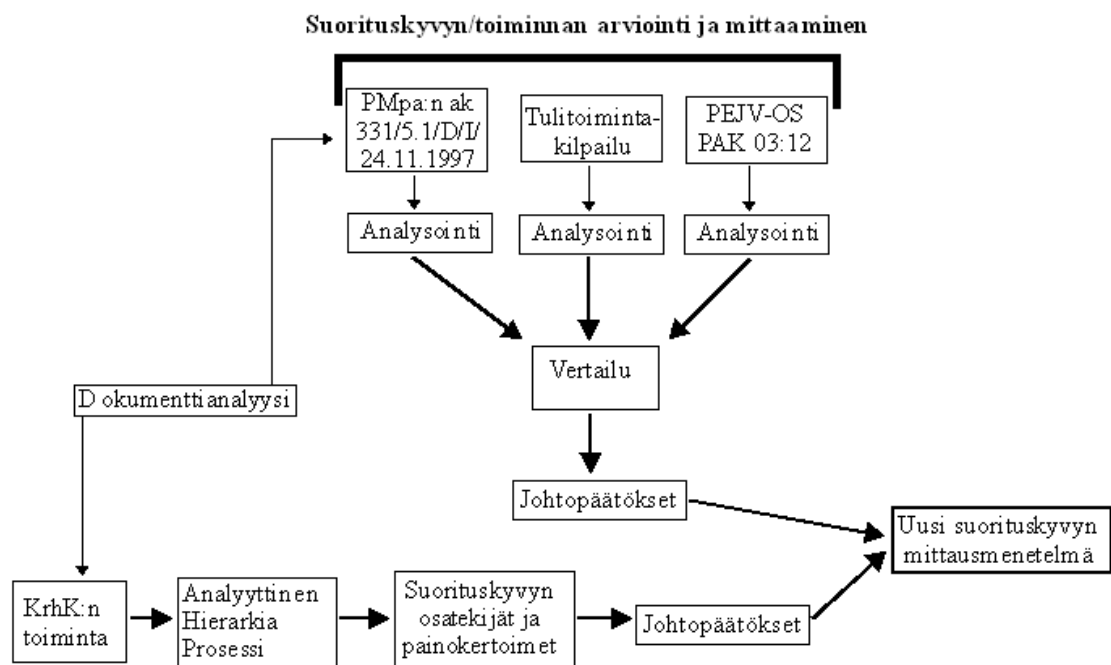 Suorituskyvyn/toiminnan arviointi ja mittaaminen
PMpa:n ak
331/5.1/D/I/
24.11.1997
Tulitoiminta-
kilpailu
PEJV-OS
PAK 03:12
Analysointi
Analysointi
Analysointi
Vertailu
Dokumenttianalyysi
Johtopäätökset
Uusi suorituskyvyn
mittausmenetelmä
KrhK:n
toiminta
Analyyttinen
Hierarkia
Prosessi
Suorituskyvyn
osatekijät ja
painokertoimet
Johtopäätökset